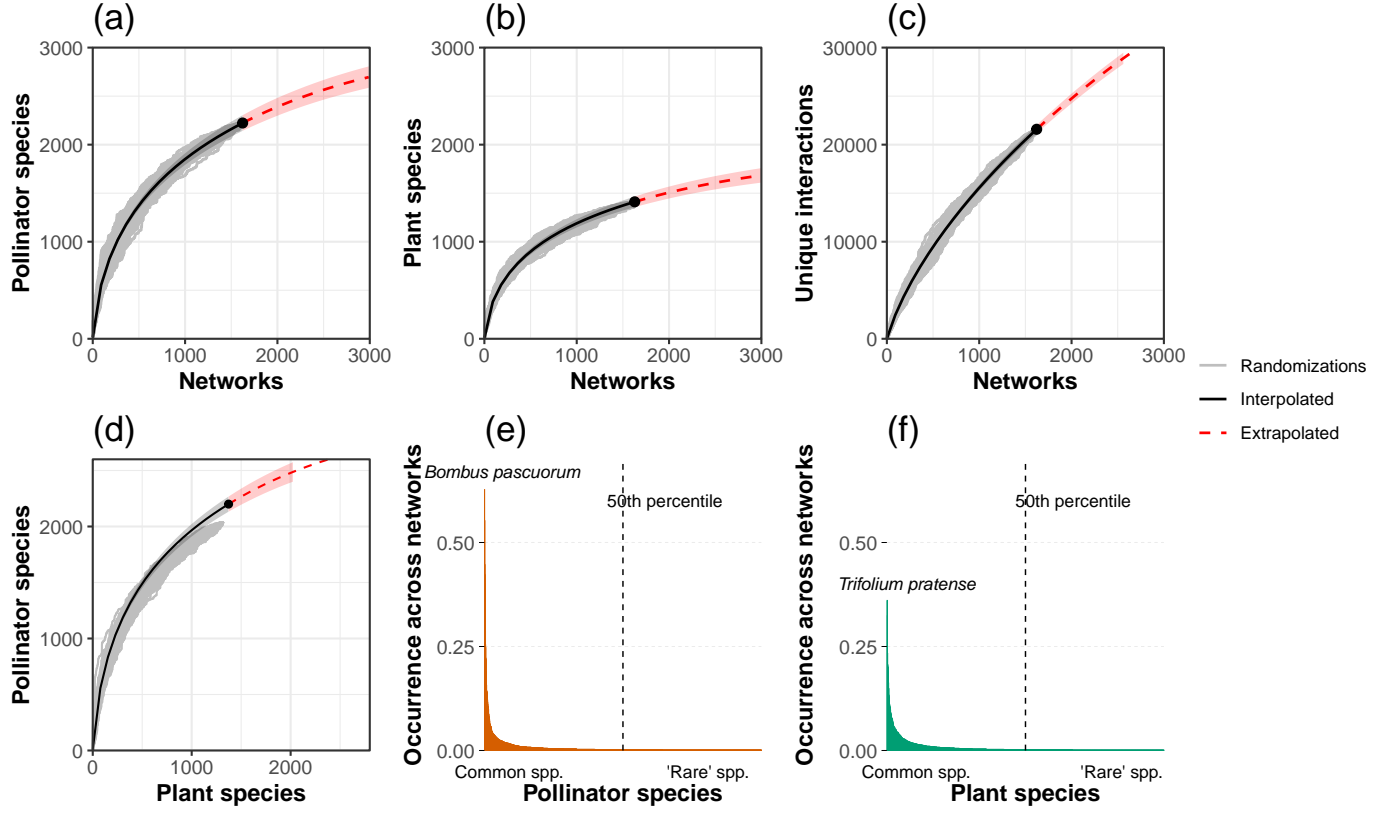 (a)
(b)
(c)
3000
2000
1000
0
Pollinator species
0
1000
2000
3000
Networks
3000
2000
1000
0
Plant species
0
1000
2000
3000
Networks
30000
20000
10000
0
Unique interactions
0
1000
2000
3000
Networks
Randomizations
Interpolated
Extrapolated
(d)
(e)
(f)
2000
1000
0
Pollinator species
0
1000
2000
Plant species
Bombus pascuorum
50th percentile
0.50
0.25
0.00
Occurrence across networks
Common spp.
'Rare' spp.
Pollinator species
50th percentile
Trifolium pratense
0.50
0.25
0.00
Occurrence across networks
Common spp.
'Rare' spp.
Plant species